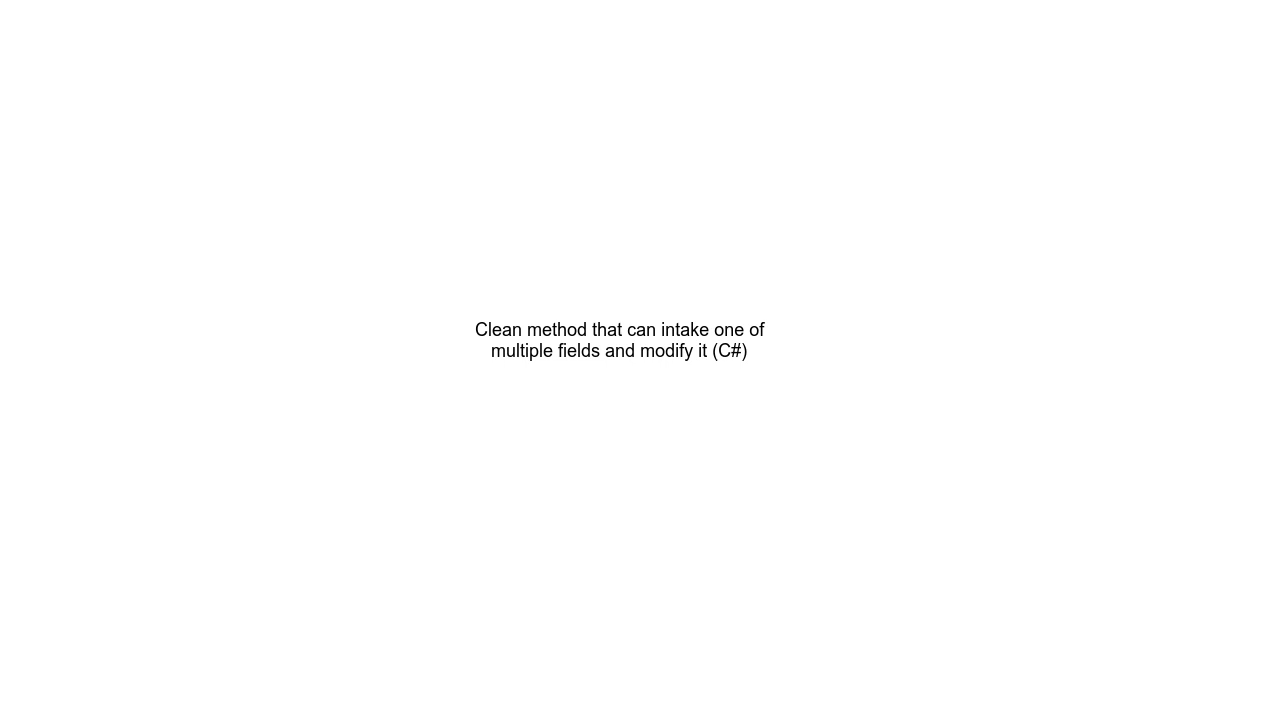 Clean method that can intake one of
multiple fields and modify it (C#)